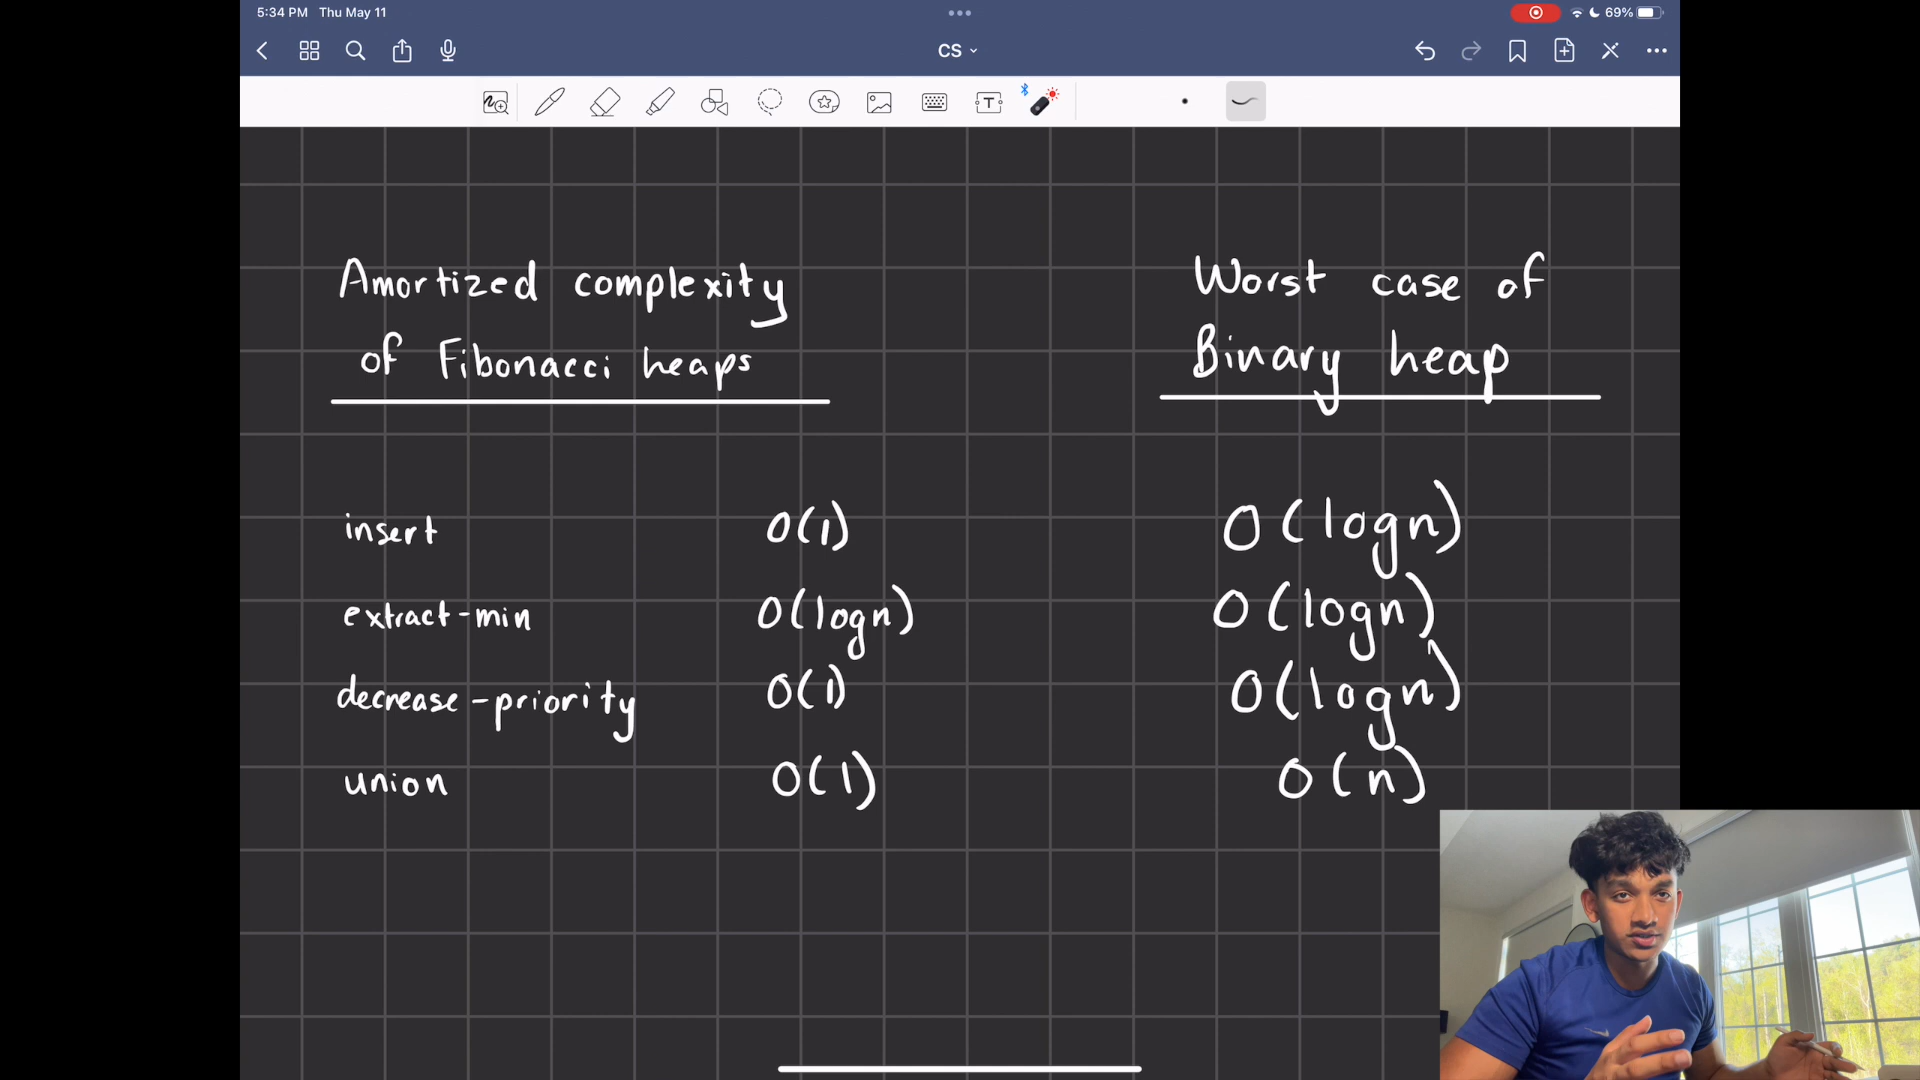 5:34 PM Thu May 11
69%
CS
T
Amortized complexity
of Fibonacci heaps
Worst case of
Binary heap
insert O(1) O(logn)
extract-min O(logn) O(logn)
decrease-priority O(1) O(logn)
union O(1) O(n)